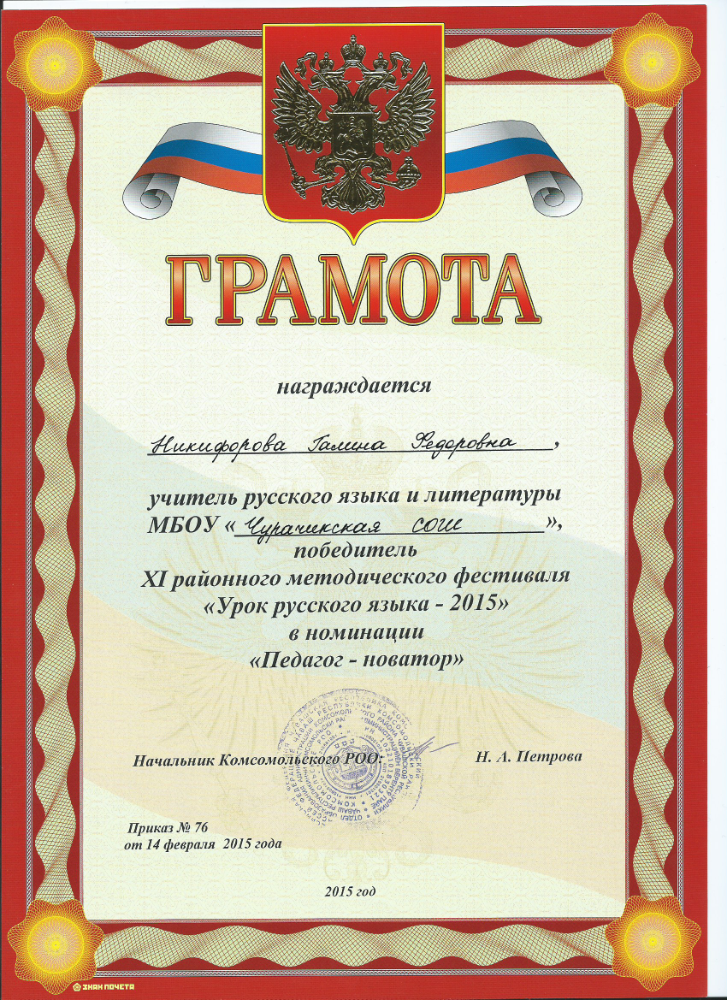 ГРАМОТА
награждается
Никифорова Галина Федоровна,
учитель русского языка и литературы
МБОУ «Чурачикская СОШ»,
победитель
XI районного методического фестиваля
«Урок русского языка - 2015»
в номинации
«Педагог - новатор»
Начальник Комсомольского РОО: Н. А. Петрова
Приказ № 76
от 14 февраля 2015 года
2015 год
ЗНАК ПОЧЕТА